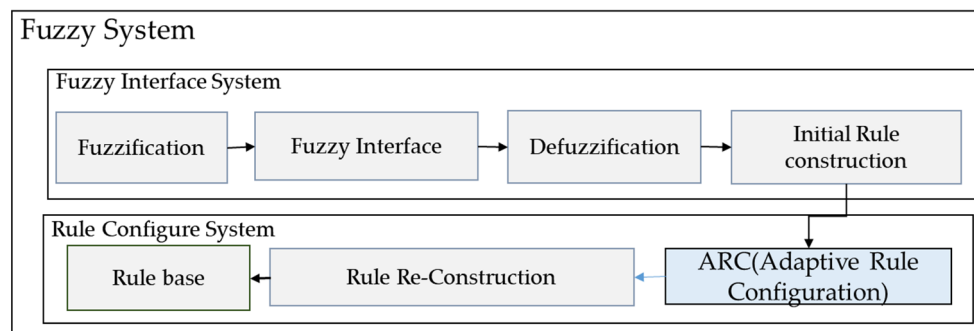 Fuzzy System
Fuzzy Interface System
Fuzzification
Fuzzy Interface
Defuzzification
Initial Rule
construction
Rule Configure System
Rule base
Rule Re-Construction
ARC(Adaptive Rule
Configuration)